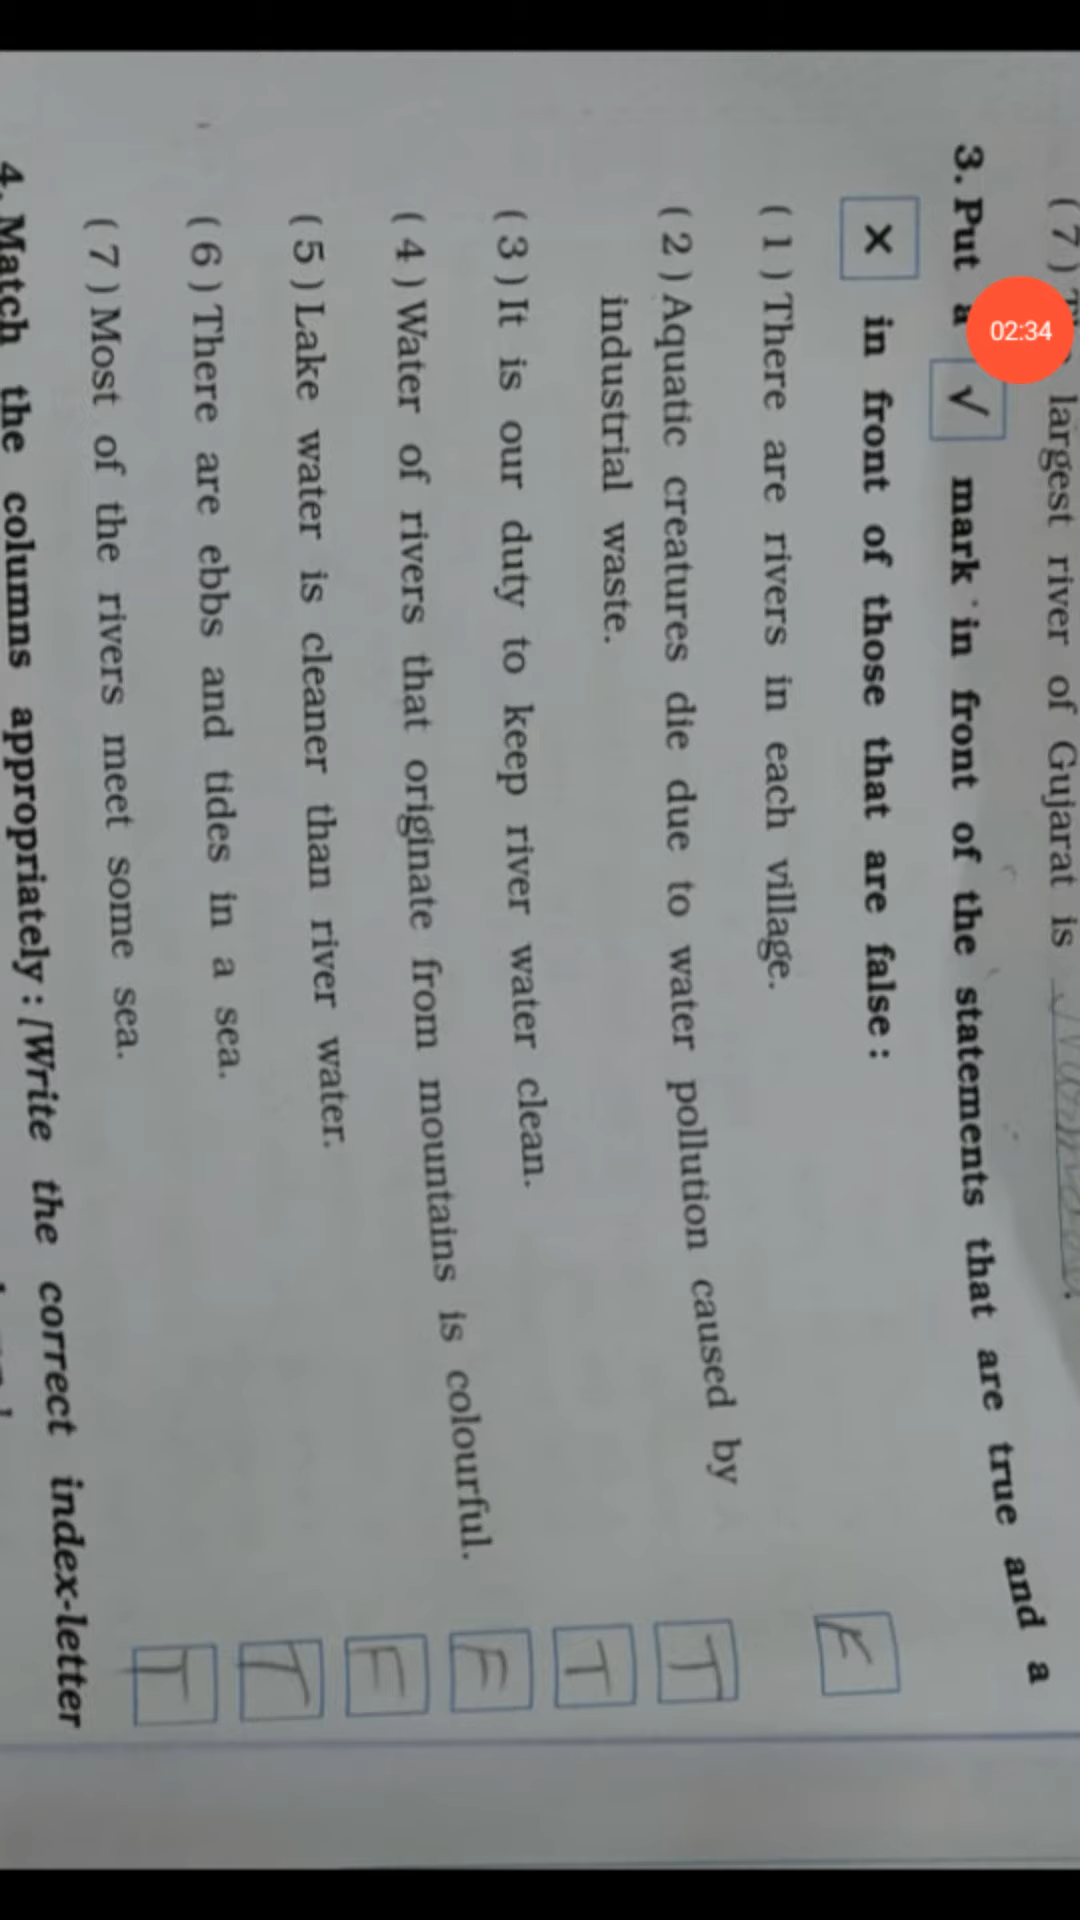 (7) largest river of Gujarat is
3. Put a √ mark in front of the statements that are true and a
× in front of those that are false :
(1) There are rivers in each village. F
(2) Aquatic creatures die due to water pollution caused by
industrial waste. T
(3) It is our duty to keep river water clean. T
(4) Water of rivers that originate from mountains is colourful. F
(5) Lake water is cleaner than river water. F
(6) There are ebbs and tides in a sea. T
(7) Most of the rivers meet some sea. T
4. Match the columns appropriately : [Write the correct index-letter
02:34